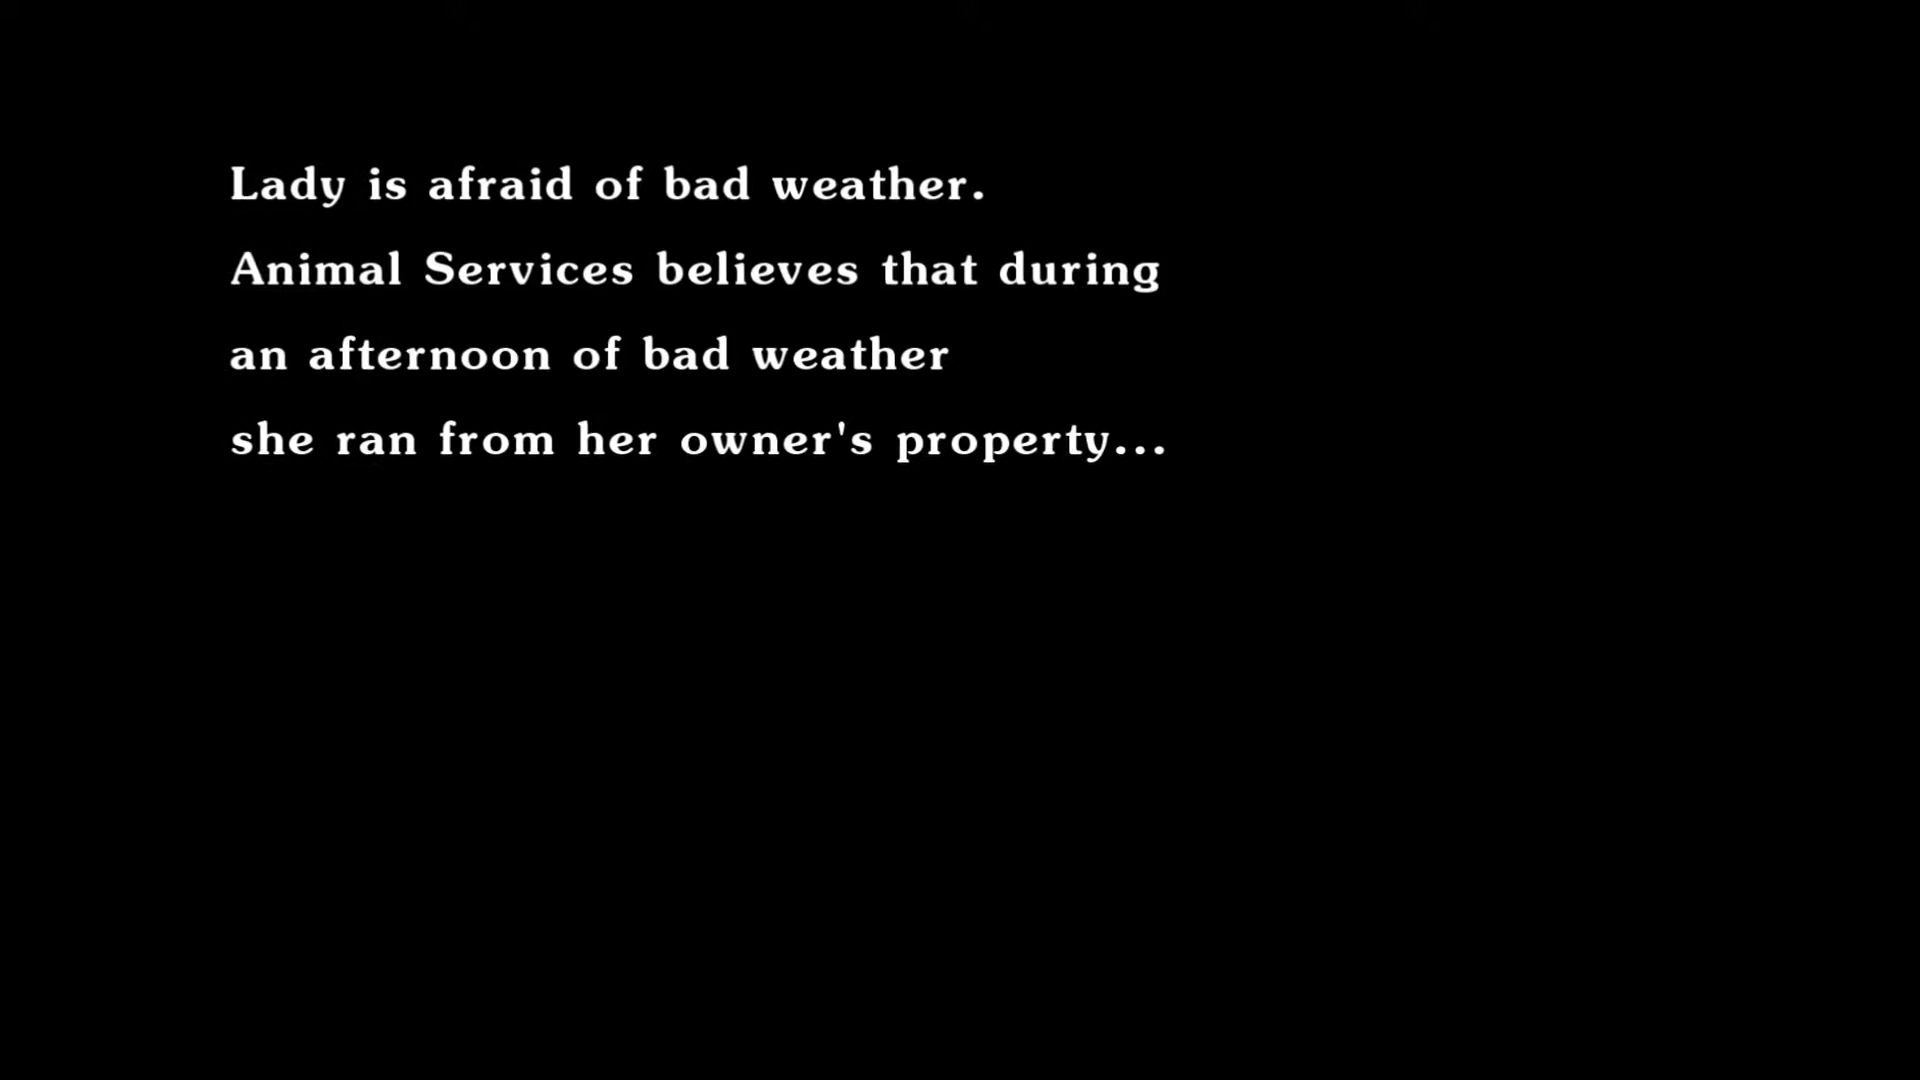 Lady is afraid of bad weather.
Animal Services believes that during
an afternoon of bad weather
she ran from her owner's property...